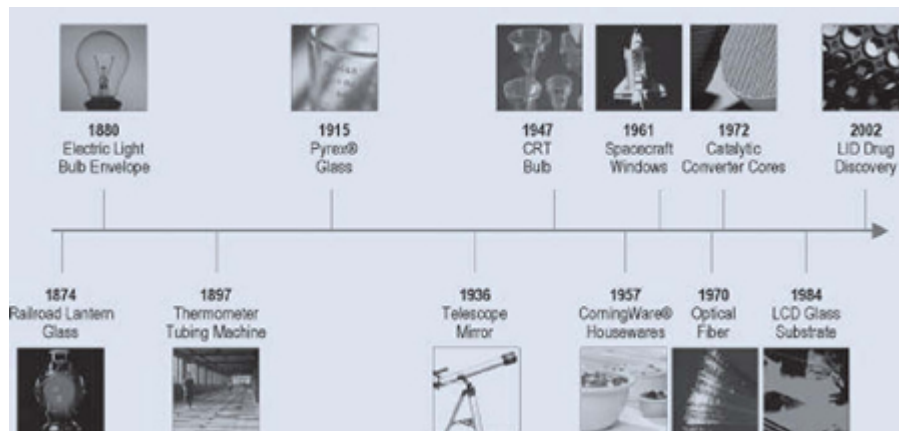 1880
Electric Light
Bulb Envelope
1915
Pyrex®
Glass
1947
CRT
Bulb
1961
Spacecraft
Windows
1972
Catalytic
Converter Cores
2002
LID Drug
Discovery
1874
Railroad Lantern
Glass
1897
Thermometer
Tubing Machine
1936
Telescope
Mirror
1957
CorningWare®
Housewares
1970
Optical
Fiber
1984
LCD Glass
Substrate